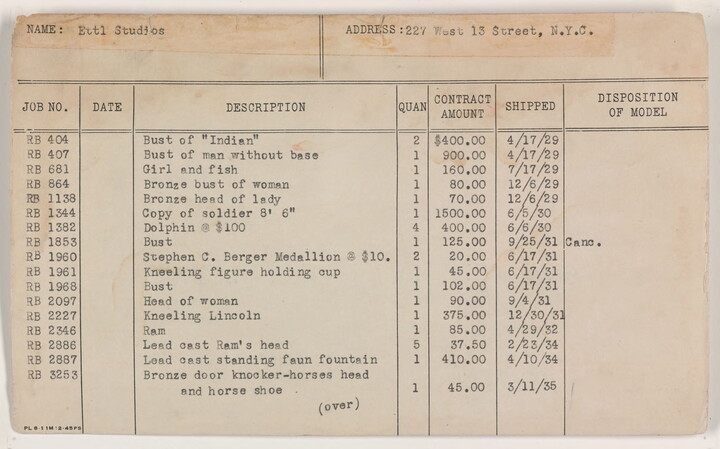 NAME: Ettl Studios ADDRESS:227 West 13 Street, N.Y.C.
JOB NO. DATE DESCRIPTION QUAN CONTRACT AMOUNT SHIPPED DISPOSITION OF MODEL
RB 404 Bust of "Indian" 2 $400.00 4/17/29
RB 407 Bust of man without base 1 900.00 4/17/29
RB 681 Girl and fish 1 160.00 7/17/29
RB 864 Bronze bust of woman 1 80.00 12/6/29
RB 1138 Bronze head of lady 1 70.00 12/6/29
RB 1344 Copy of soldier 8' 6" 1 1500.00 6/5/30
RB 1382 Dolphin @ $100 4 400.00 6/6/30
RB 1853 Bust 1 125.00 9/25/31 Canc.
RB 1960 Stephen C. Berger Medallion @ $10. 2 20.00 6/17/31
RB 1961 Kneeling figure holding cup 1 45.00 6/17/31
RB 1968 Bust 1 102.00 6/17/31
RB 2097 Head of woman 1 90.00 9/4/31
RB 2227 Kneeling Lincoln 1 375.00 12/30/31
RB 2346 Ram 1 85.00 4/29/32
RB 2886 Lead cast Ram's head 5 37.50 2/23/34
RB 2887 Lead cast standing faun fountain 1 410.00 4/10/34
RB 3253 Bronze door knocker-horses head
and horse shoe 1 45.00 3/11/35
(over)